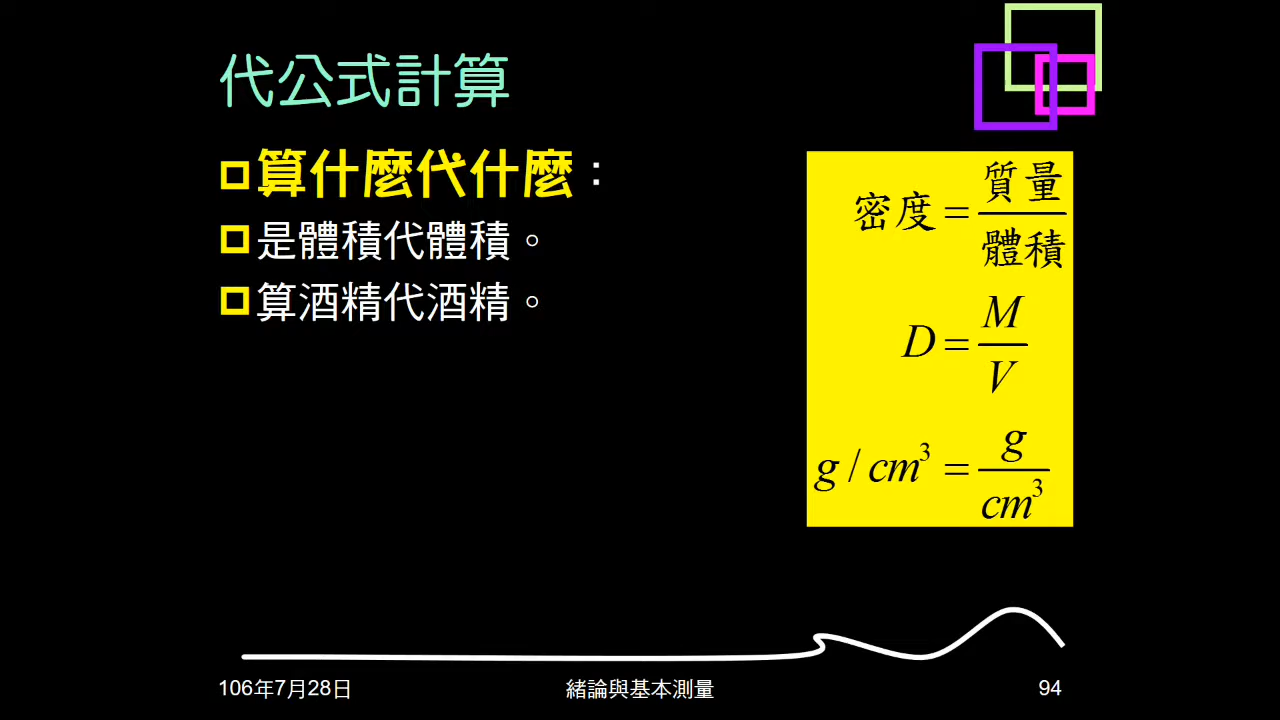 代公式計算
算什麼代什麼：
是體積代體積。
算酒精代酒精。
密度 = 質量 / 體積
D = M / V
g / cm³ = g / cm³
106年7月28日
緒論與基本測量
94